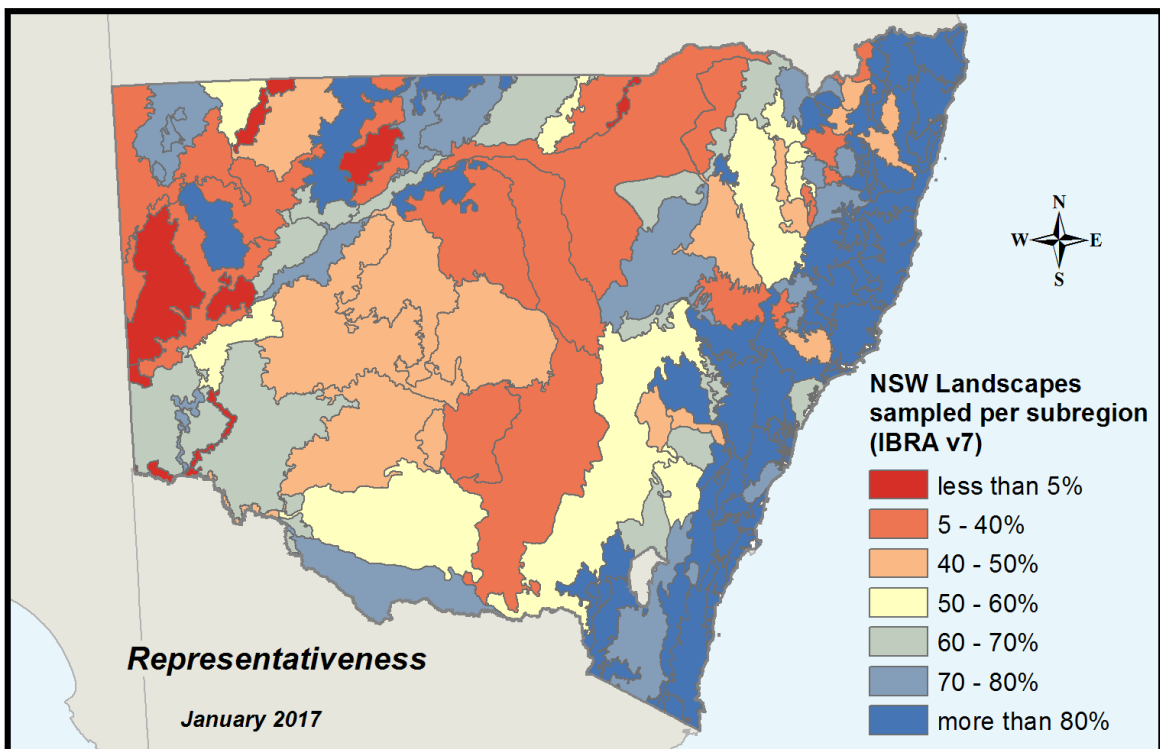 N
W E
S
NSW Landscapes
sampled per subregion
(IBRA v7)
less than 5%
5 - 40%
40 - 50%
50 - 60%
60 - 70%
70 - 80%
more than 80%
Representativeness
January 2017